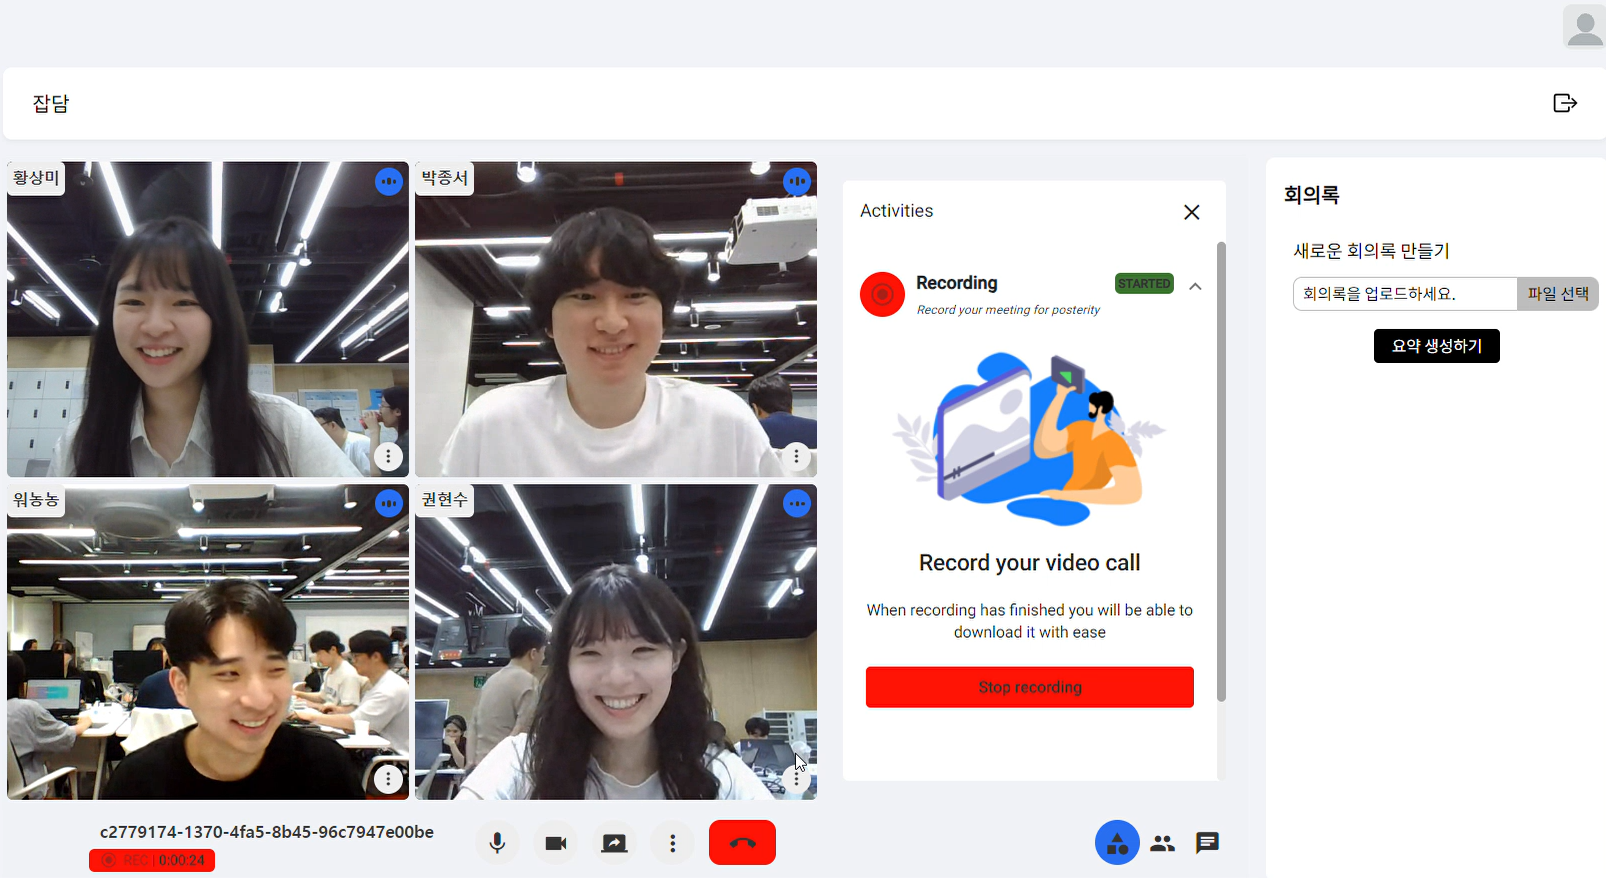 잡담
황상미
박종서
워농농
권현수
c2779174-1370-4fa5-8b45-96c7947e00be
REC | 0:00:24
Activities
Recording
STARTED
Record your meeting for posterity
Record your video call
When recording has finished you will be able to
download it with ease
Stop recording
회의록
새로운 회의록 만들기
회의록을 업로드하세요.
파일 선택
요약 생성하기